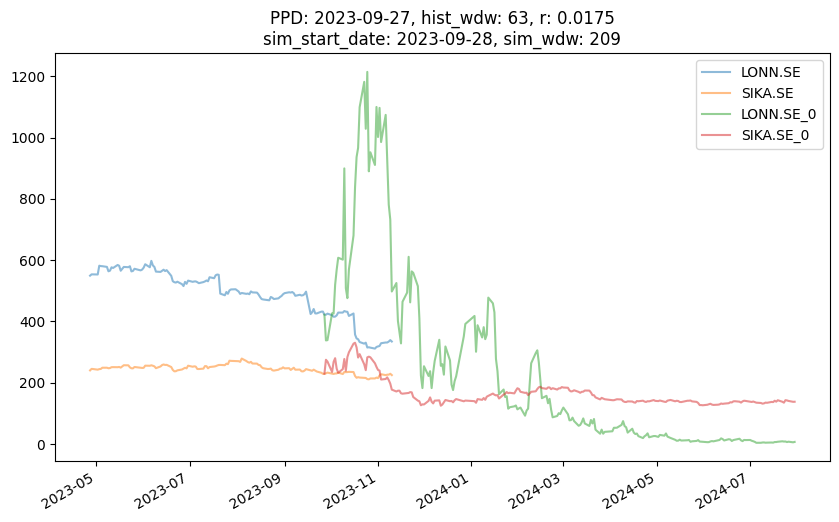 PPD: 2023-09-27, hist_wdw: 63, r: 0.0175
sim_start_date: 2023-09-28, sim_wdw: 209
1200
1000
800
600
400
200
0
LONN.SE
SIKA.SE
LONN.SE_0
SIKA.SE_0
2023-05
2023-07
2023-09
2023-11
2024-01
2024-03
2024-05
2024-07